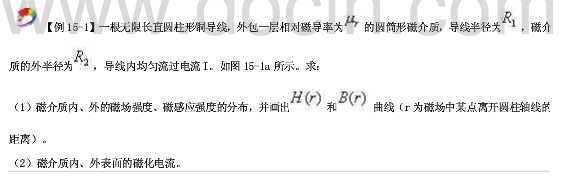 www.docin.com
【例 15-1】一根无限长直圆柱形铜导线，外包一层相对磁导率为 μr 的圆筒形磁介质，导线半径为 R1 ，磁介
质的外半径为 R2 ，导线内均匀流过电流 I。如图 15-1a 所示。求：
（1）磁介质内、外的磁场强度、磁感应强度的分布，并画出 H(r) 和 B(r) 曲线（r 为磁场中某点离开圆柱轴线的
距离）。
（2）磁介质内、外表面的磁化电流。